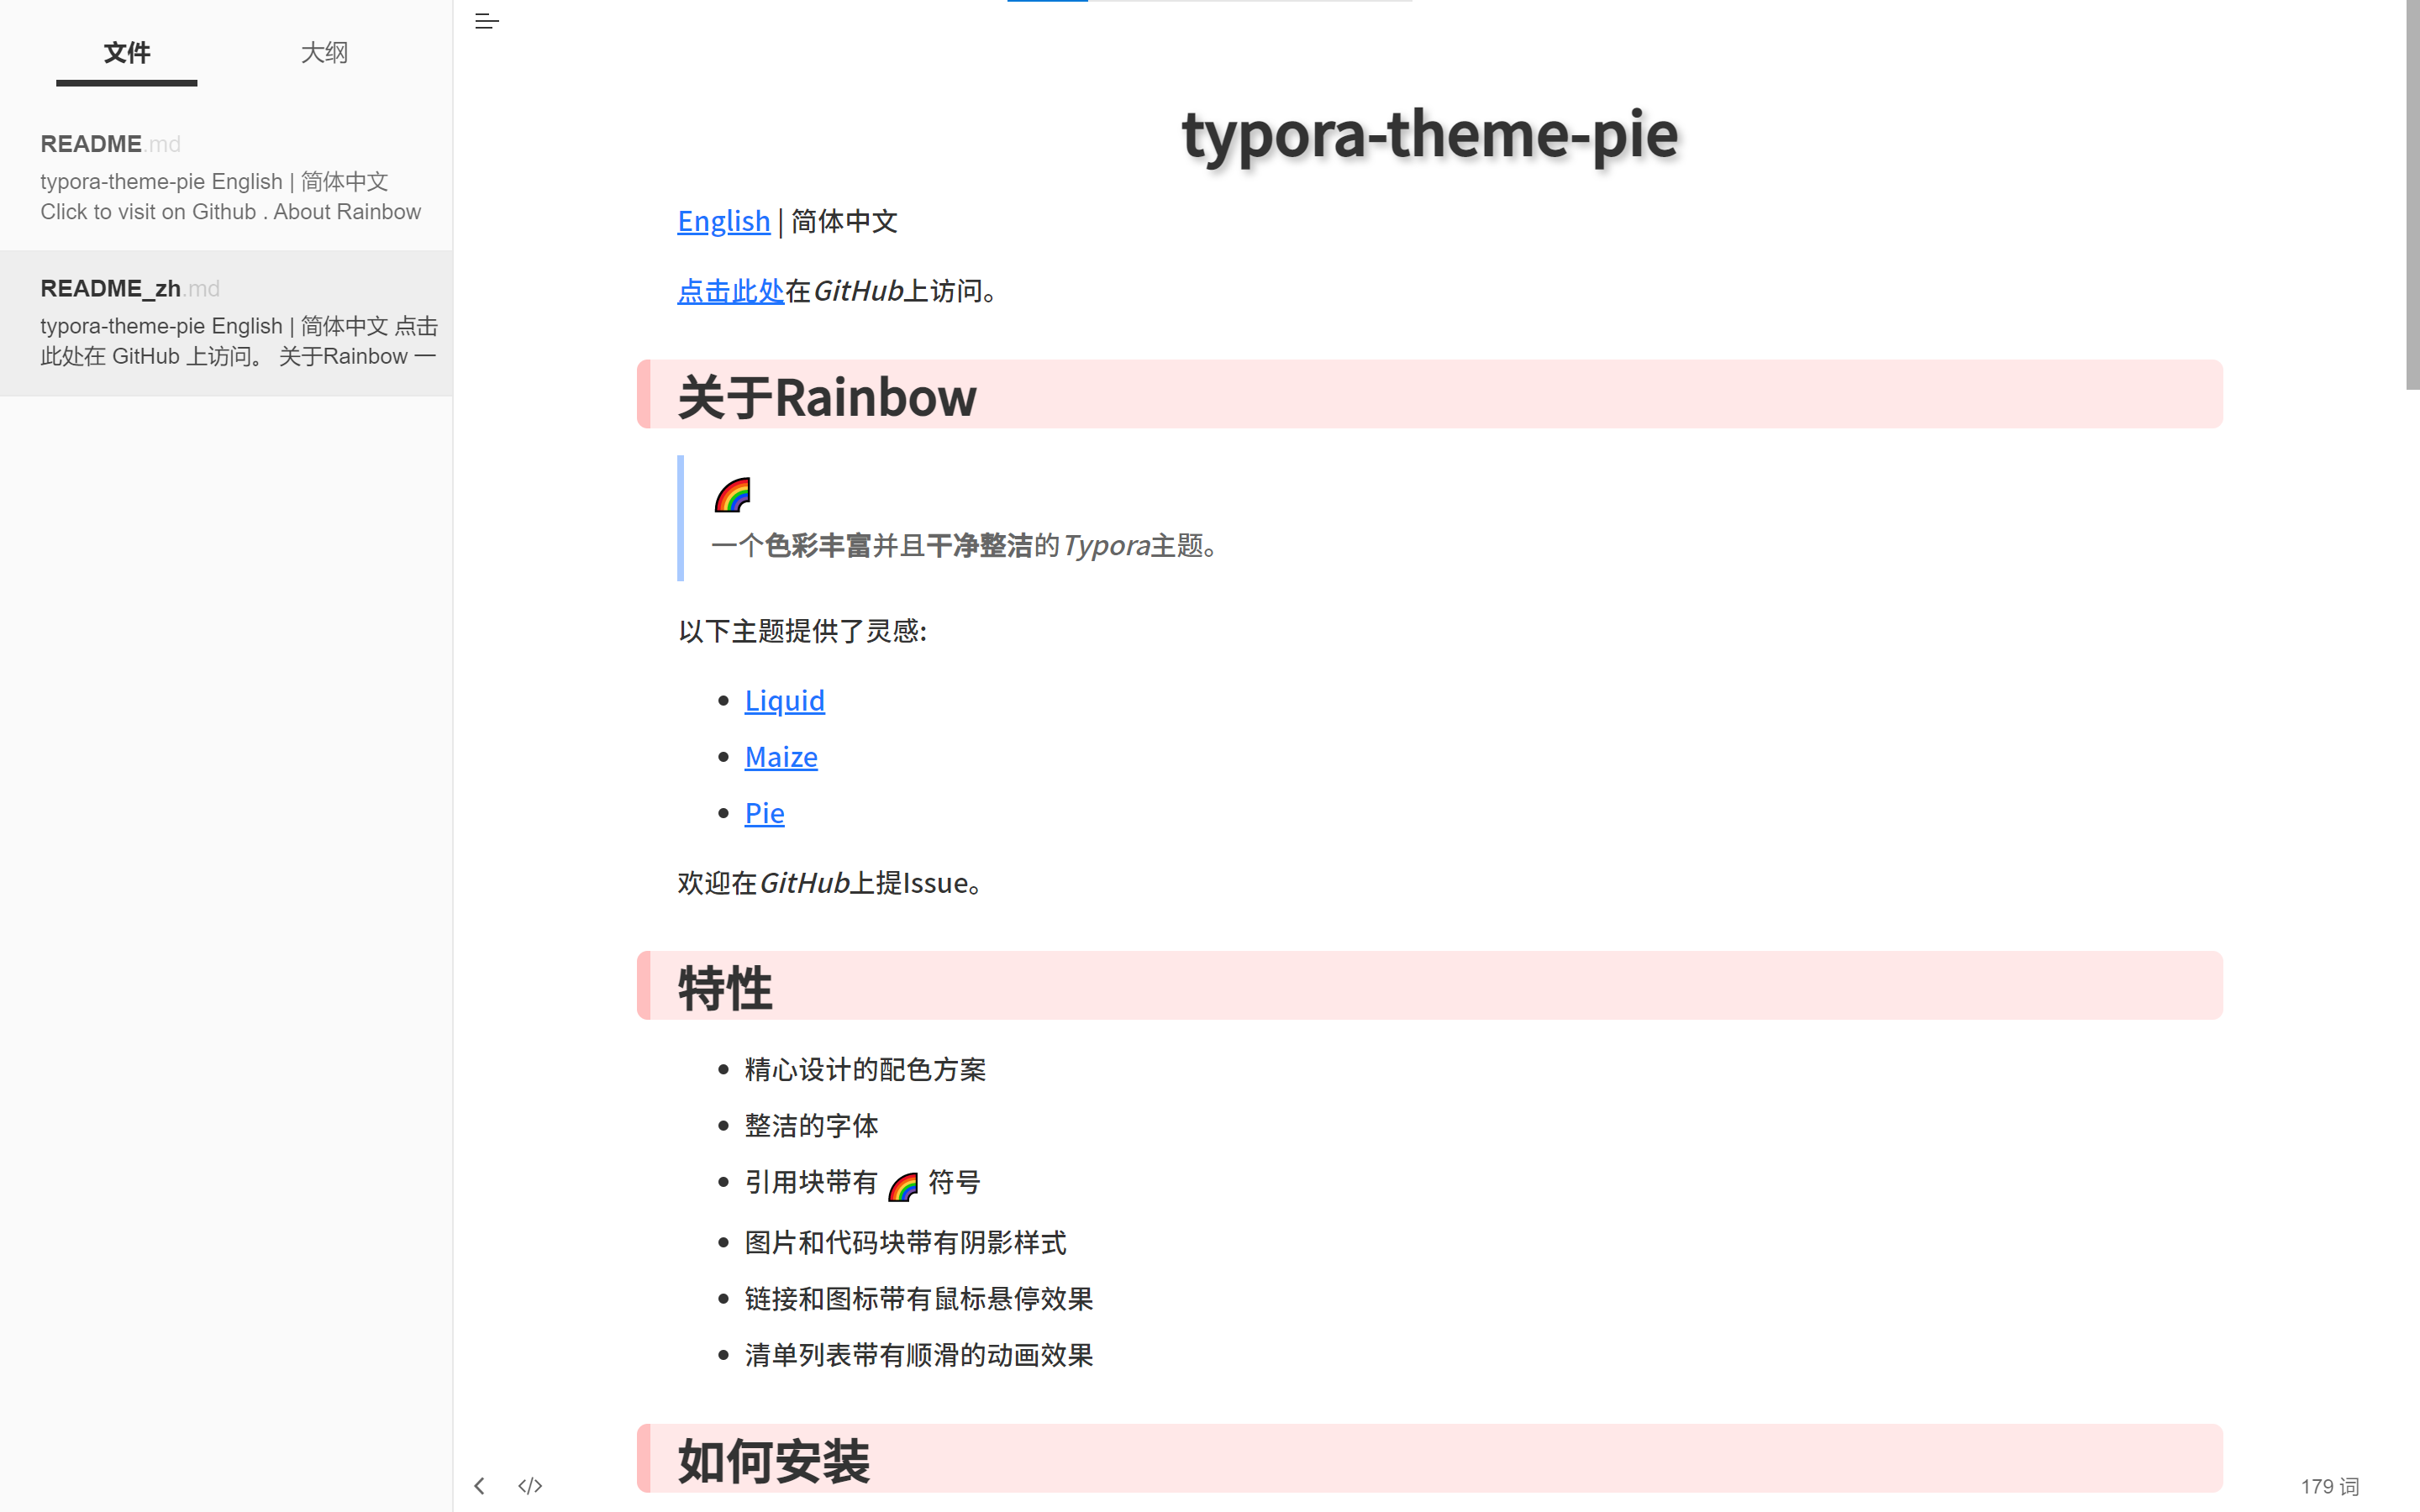 文件
大纲
README.md
typora-theme-pie English | 简体中文
Click to visit on Github . About Rainbow
README_zh.md
typora-theme-pie English | 简体中文 点击
此处在 GitHub 上访问。 关于Rainbow 一
typora-theme-pie
English | 简体中文
点击此处在GitHub上访问。
关于Rainbow
一个色彩丰富并且干净整洁的Typora主题。
以下主题提供了灵感:
Liquid
Maize
Pie
欢迎在GitHub上提Issue。
特性
精心设计的配色方案
整洁的字体
引用块带有 🌈 符号
图片和代码块带有阴影样式
链接和图标带有鼠标悬停效果
清单列表带有顺滑的动画效果
如何安装
179 词